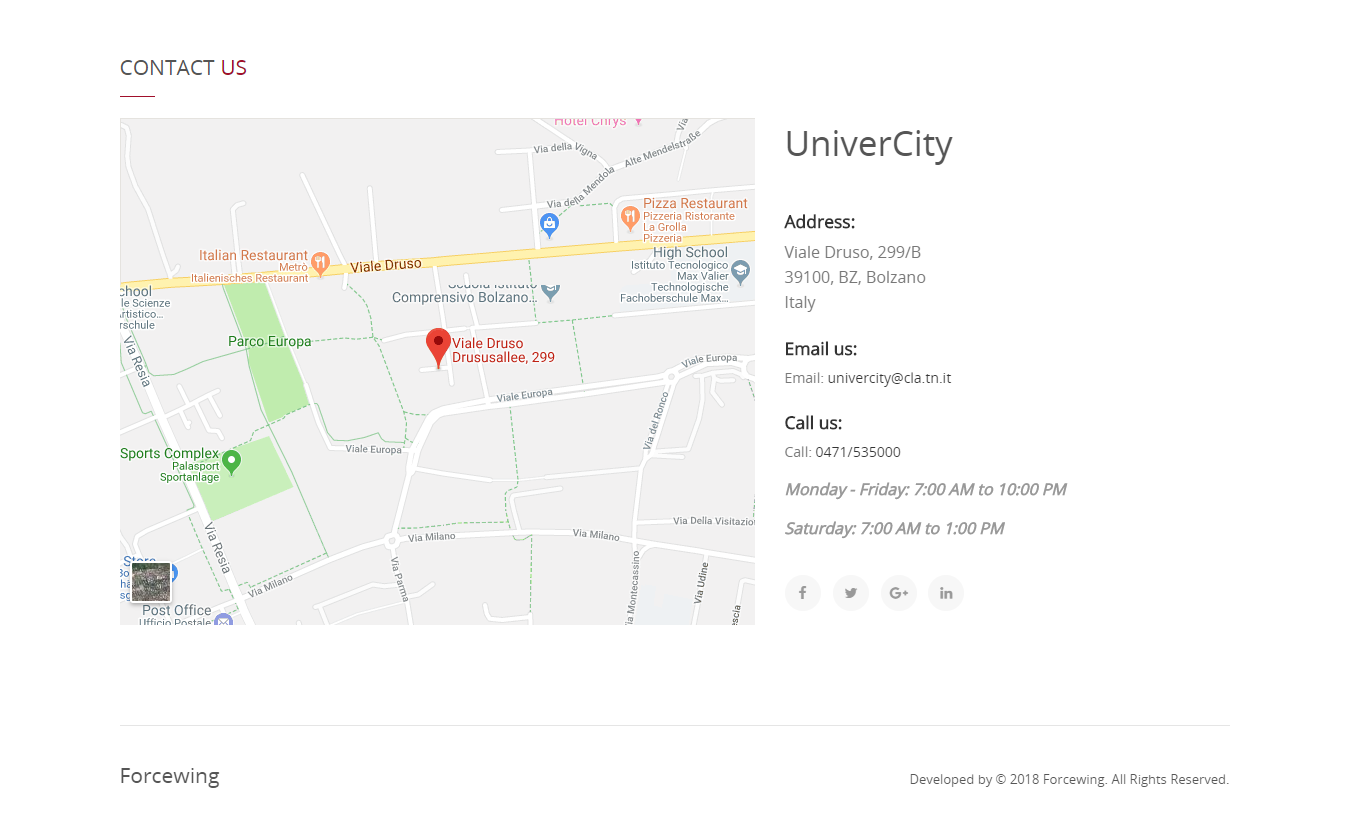 CONTACT US
Hotel Chrys
Via della Vigna
Alte Mendelstraße
Via della Mendola
Pizza Restaurant
Pizzeria Ristorante
La Grolla
Pizzeria
Italian Restaurant
Metrò
Italienisches Restaurant
Viale Druso
High School
Istituto Tecnologico
Max Valier
Technologische
Fachoberschule Max...
Scuola Istituto
Comprensivo Bolzano...
chool
le Scienze
Artistico...
rschule
Parco Europa
Viale Druso
Drususallee, 299
Via Resia
Viale Europa
Viale Europa
Viale Europa
Via del Ronco
Sports Complex
Palasport
Sportanlage
Via Resia
Via Milano
Via Milano
Via Milano
Via Della Visitazio
Via Parma
Via Montecassino
Via Udine
escia
Store
Post Office
Ufficio Postale
UniverCity
Address:
Viale Druso, 299/B
39100, BZ, Bolzano
Italy
Email us:
Email: univercity@cla.tn.it
Call us:
Call: 0471/535000
Monday - Friday: 7:00 AM to 10:00 PM
Saturday: 7:00 AM to 1:00 PM
Forcewing
Developed by © 2018 Forcewing. All Rights Reserved.